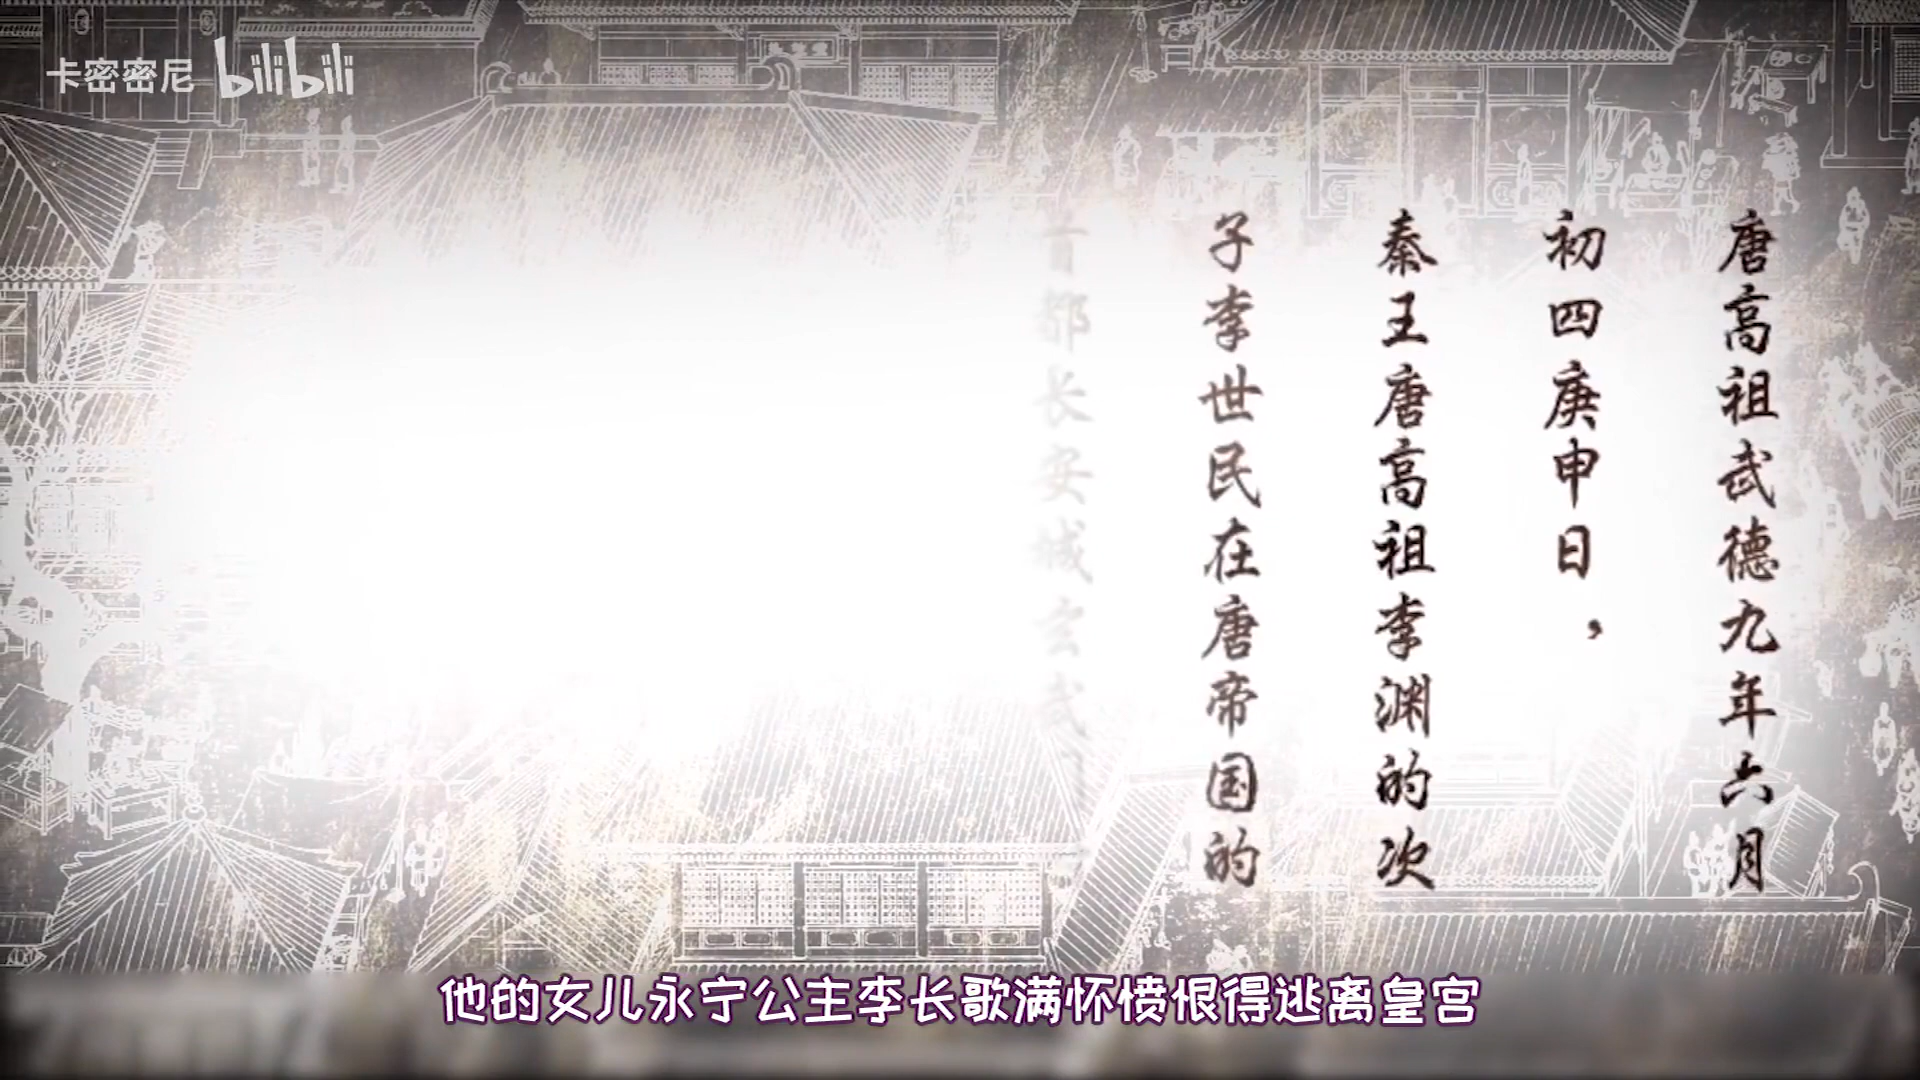 卡密密尼 bilibili
唐高祖武德九年六月
初四庚申日，
秦王唐高祖李渊的次
子李世民在唐帝国的
首都长安城玄武门
他的女儿永宁公主李长歌满怀愤恨得逃离皇宫